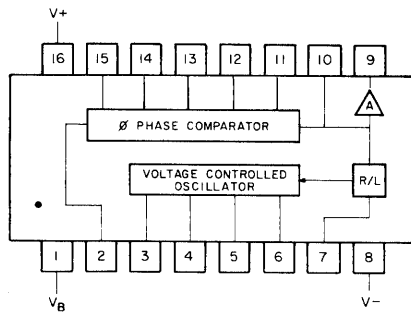 V+
16 15 14 13 12 11 10 9
A
Ø PHASE COMPARATOR
VOLTAGE CONTROLLED
OSCILLATOR
R/L
1 2 3 4 5 6 7 8
VB V−